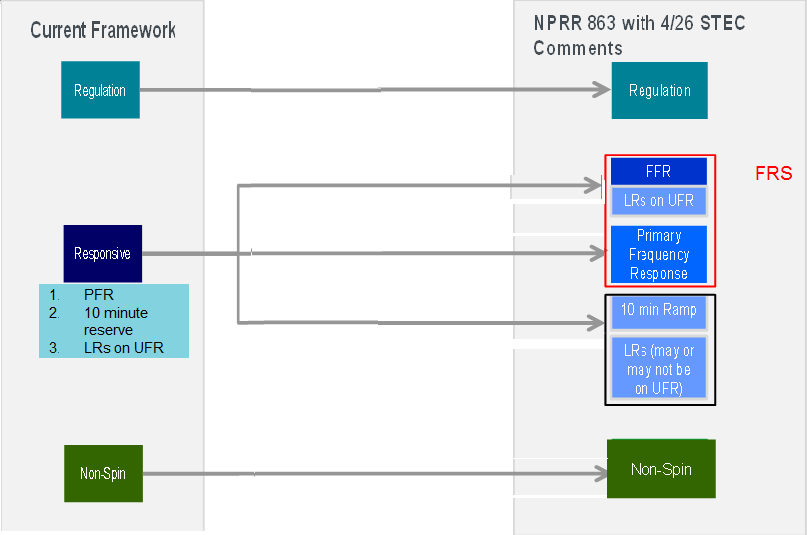 Current Framework
Regulation
Responsive
1. PFR
2. 10 minute
reserve
3. LRs on UFR
Non-Spin
NPRR 863 with 4/26 STEC
Comments
Regulation
FRS
FFR
LRs on UFR
Primary
Frequency
Response
10 min Ramp
LRs (may or
may not be
on UFR)
Non-Spin